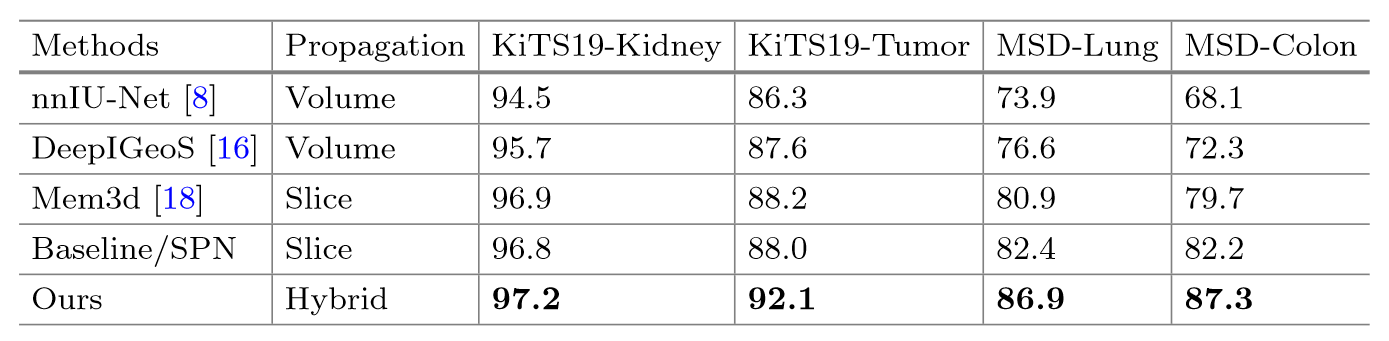 Methods Propagation KiTS19-Kidney KiTS19-Tumor MSD-Lung MSD-Colon
nnIU-Net [8] Volume 94.5 86.3 73.9 68.1
DeepIGeoS [16] Volume 95.7 87.6 76.6 72.3
Mem3d [18] Slice 96.9 88.2 80.9 79.7
Baseline/SPN Slice 96.8 88.0 82.4 82.2
Ours Hybrid 97.2 92.1 86.9 87.3